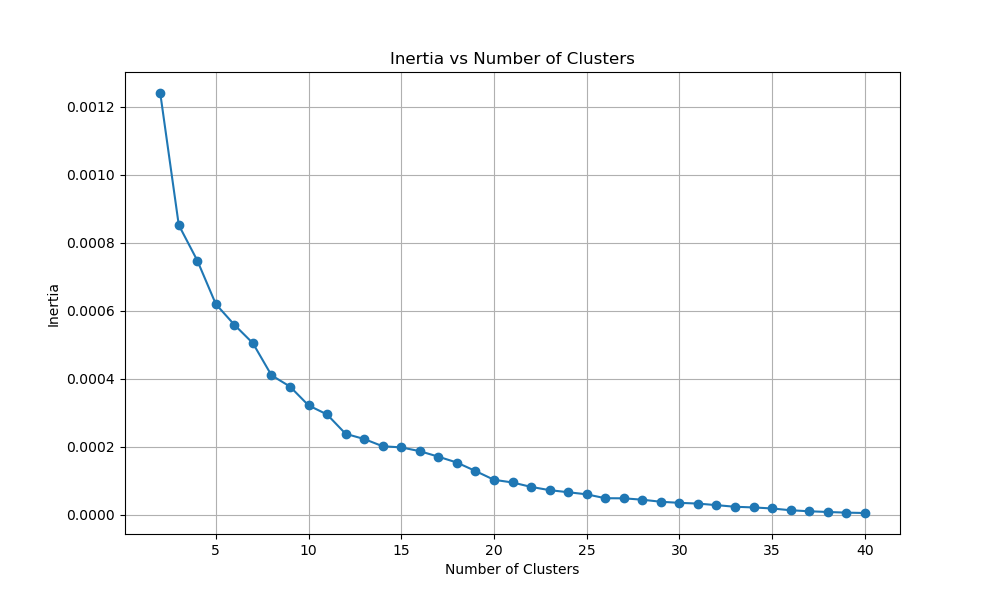 Inertia vs Number of Clusters
0.0012
0.0010
0.0008
0.0006
0.0004
0.0002
0.0000
Inertia
5 10 15 20 25 30 35 40
Number of Clusters